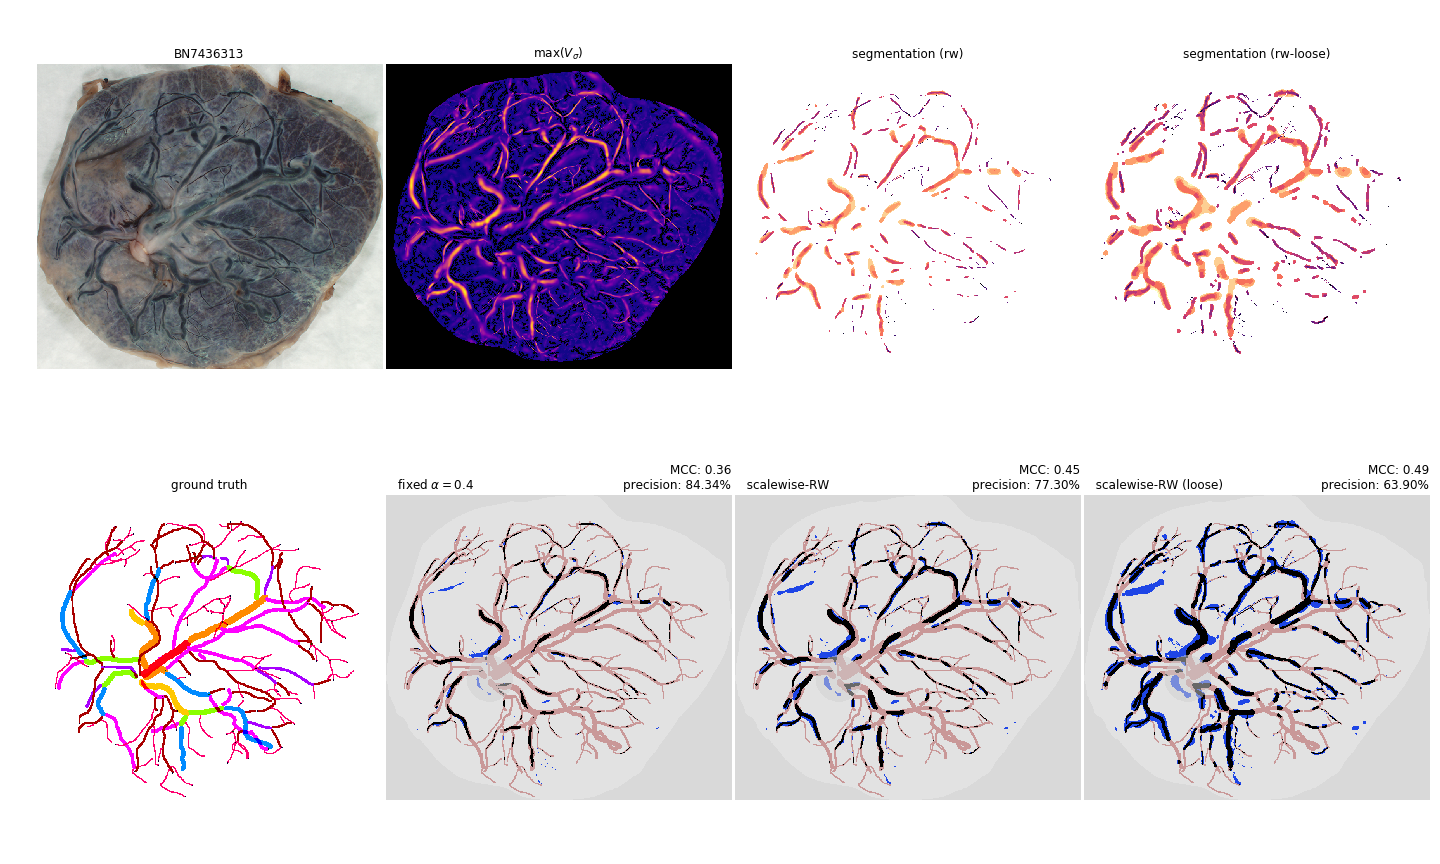 BN7436313
max(V_σ)
segmentation (rw)
segmentation (rw-loose)
ground truth
fixed α = 0.4
MCC: 0.36
precision: 84.34%
scalewise-RW
MCC: 0.45
precision: 77.30%
scalewise-RW (loose)
MCC: 0.49
precision: 63.90%